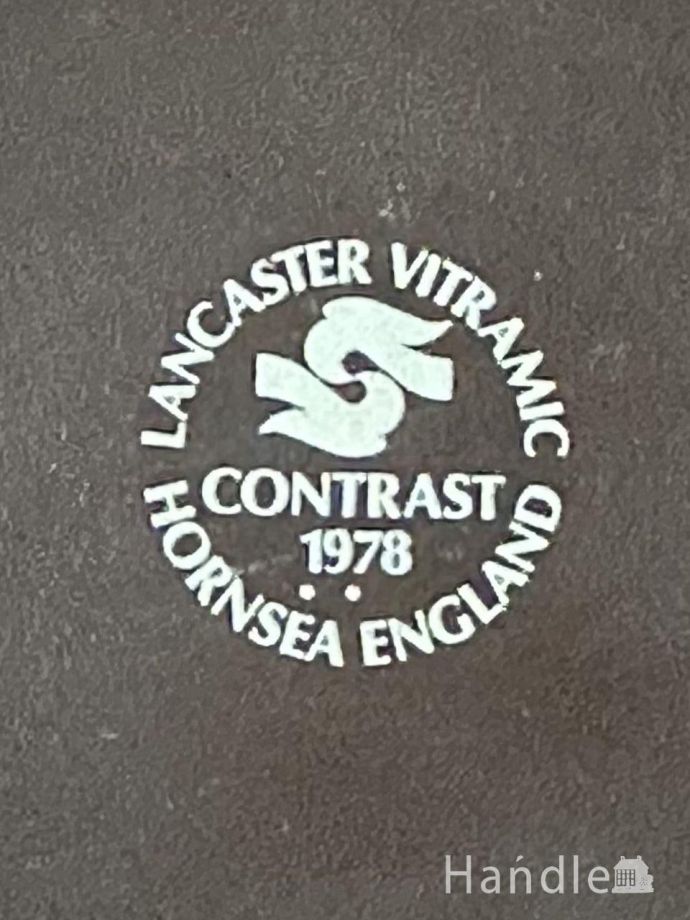 LANCASTER VITRAMIC
CONTRAST
1978
HORNSEA ENGLAND
Handle